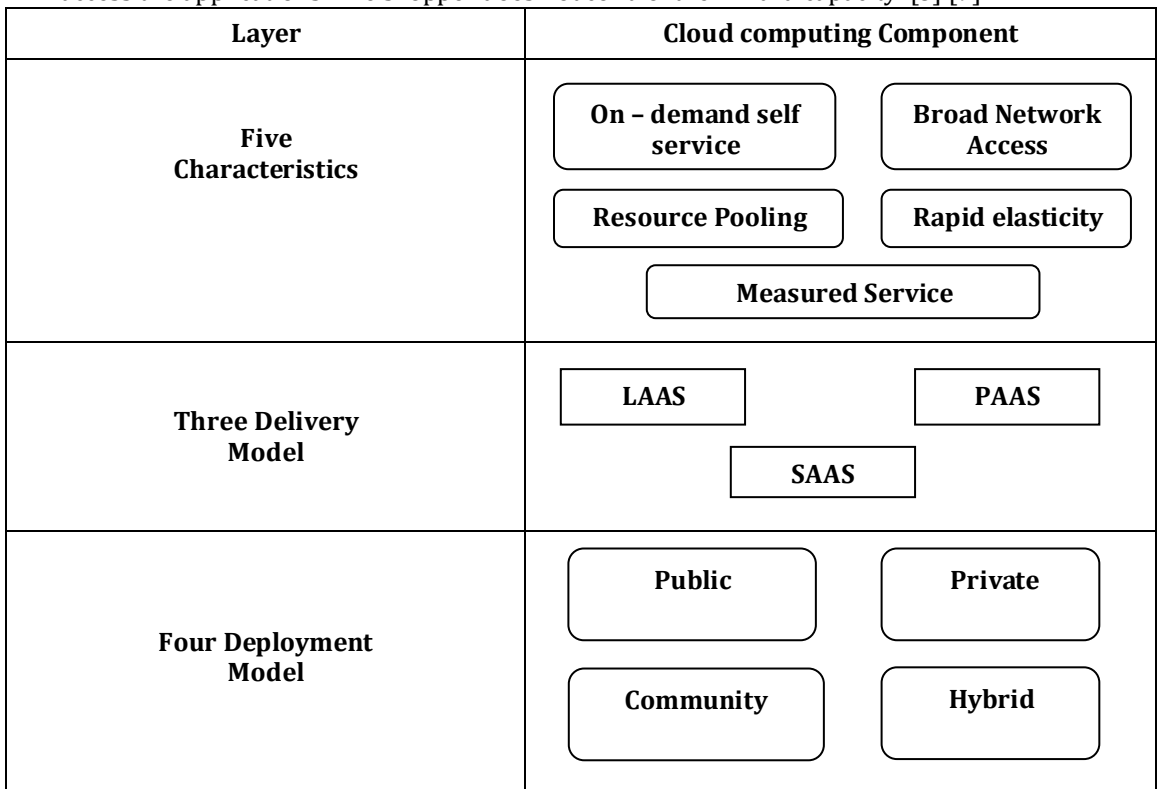 Layer
Cloud computing Component
Five
Characteristics
On – demand self
service
Broad Network
Access
Resource Pooling
Rapid elasticity
Measured Service
Three Delivery
Model
LAAS
PAAS
SAAS
Four Deployment
Model
Public
Private
Community
Hybrid